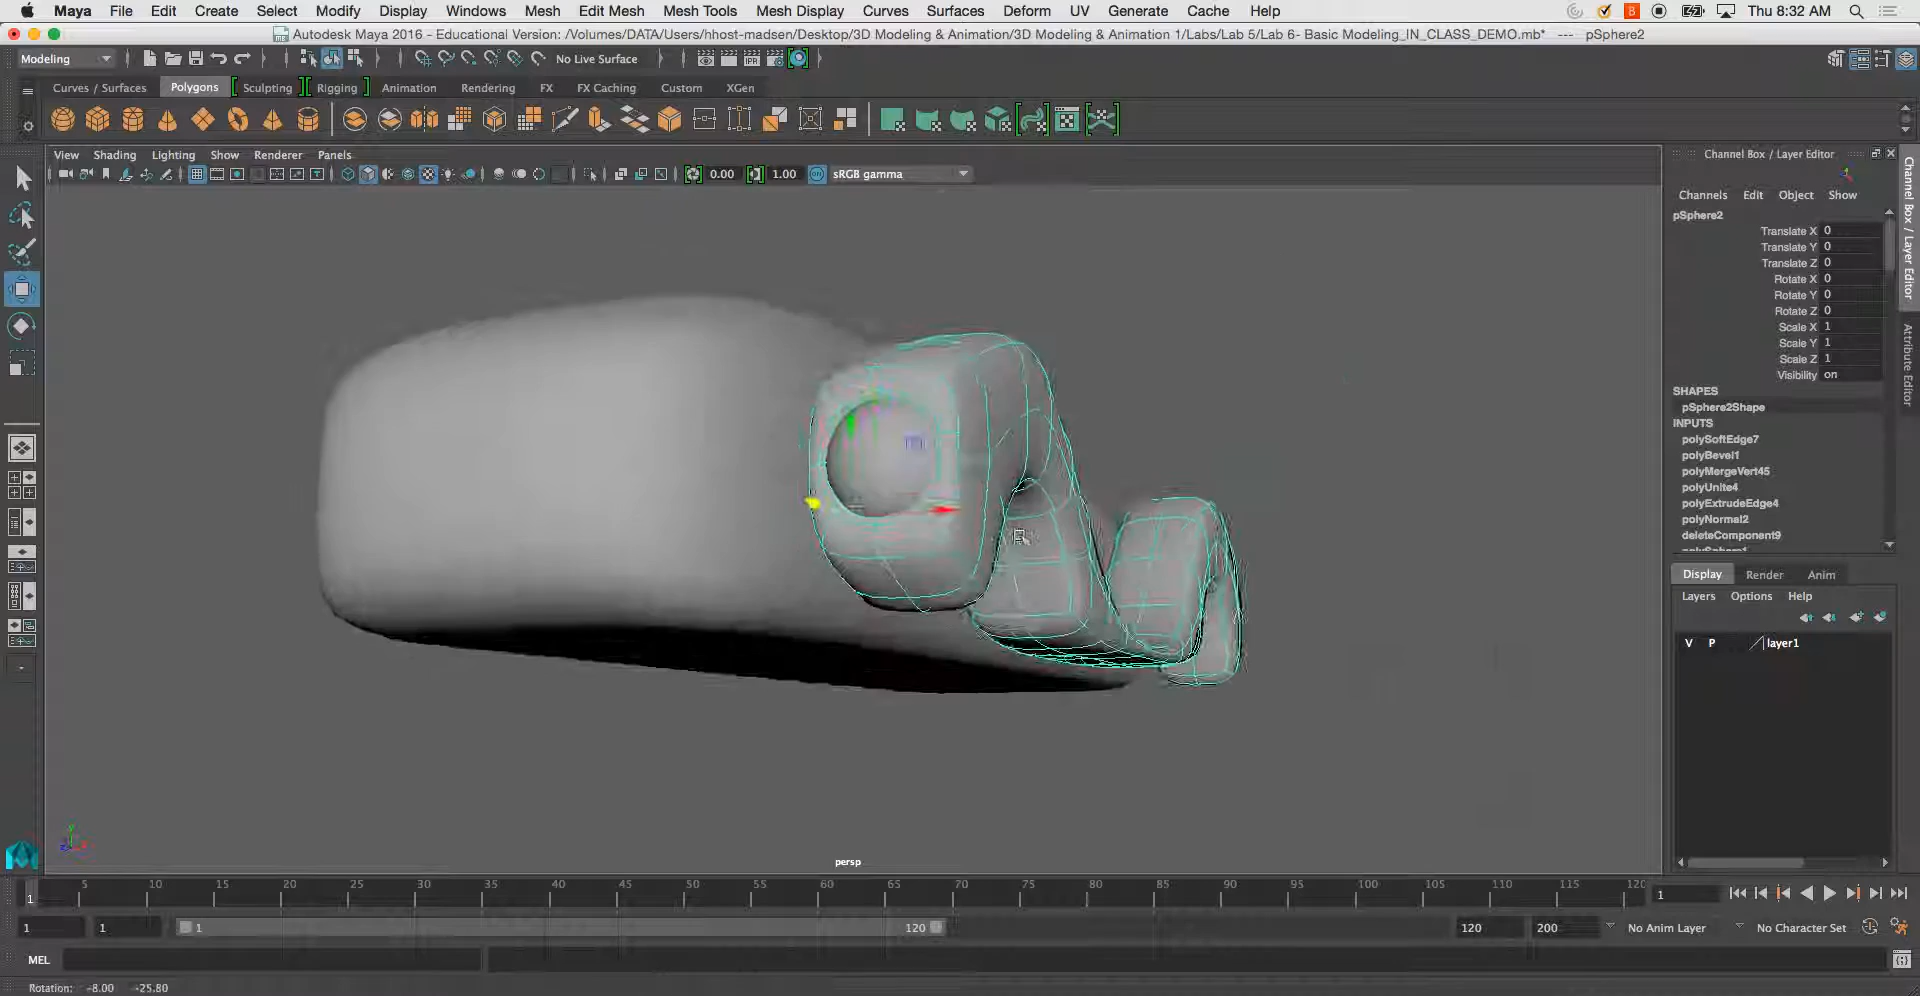 Maya File Edit Create Select Modify Display Windows Mesh Edit Mesh Mesh Tools Mesh Display Curves Surfaces Deform UV Generate Cache Help Thu 8:32 AM
Autodesk Maya 2016 - Educational Version: /Volumes/DATA/Users/hhost-madsen/Desktop/3D Modeling & Animation/3D Modeling & Animation 1/Labs/Lab 5/Lab 6- Basic Modeling_IN_CLASS_DEMO.mb* --- pSphere2
Modeling No Live Surface
Curves / Surfaces Polygons Sculpting Rigging Animation Rendering FX FX Caching Custom XGen
View Shading Lighting Show Renderer Panels
0.00 1.00 sRGB gamma
Channel Box / Layer Editor
Channels Edit Object Show
pSphere2
Translate X 0
Translate Y 0
Translate Z 0
Rotate X 0
Rotate Y 0
Rotate Z 0
Scale X 1
Scale Y 1
Scale Z 1
Visibility on
SHAPES
pSphere2Shape
INPUTS
polySoftEdge7
polyBevel1
polyMergeVert45
polyUnite4
polyExtrudeEdge4
polyNormal2
deleteComponent9
Display Render Anim
Layers Options Help
V P layer1
Channel Box / Layer Editor
Attribute Editor
persp
5 10 15 20 25 30 35 40 45 50 55 60 65 70 75 80 85 90 95 100 105 110 115 120
1 1
1 1 1 120 120 200 No Anim Layer No Character Set
MEL
Rotation: -8.00 -25.80